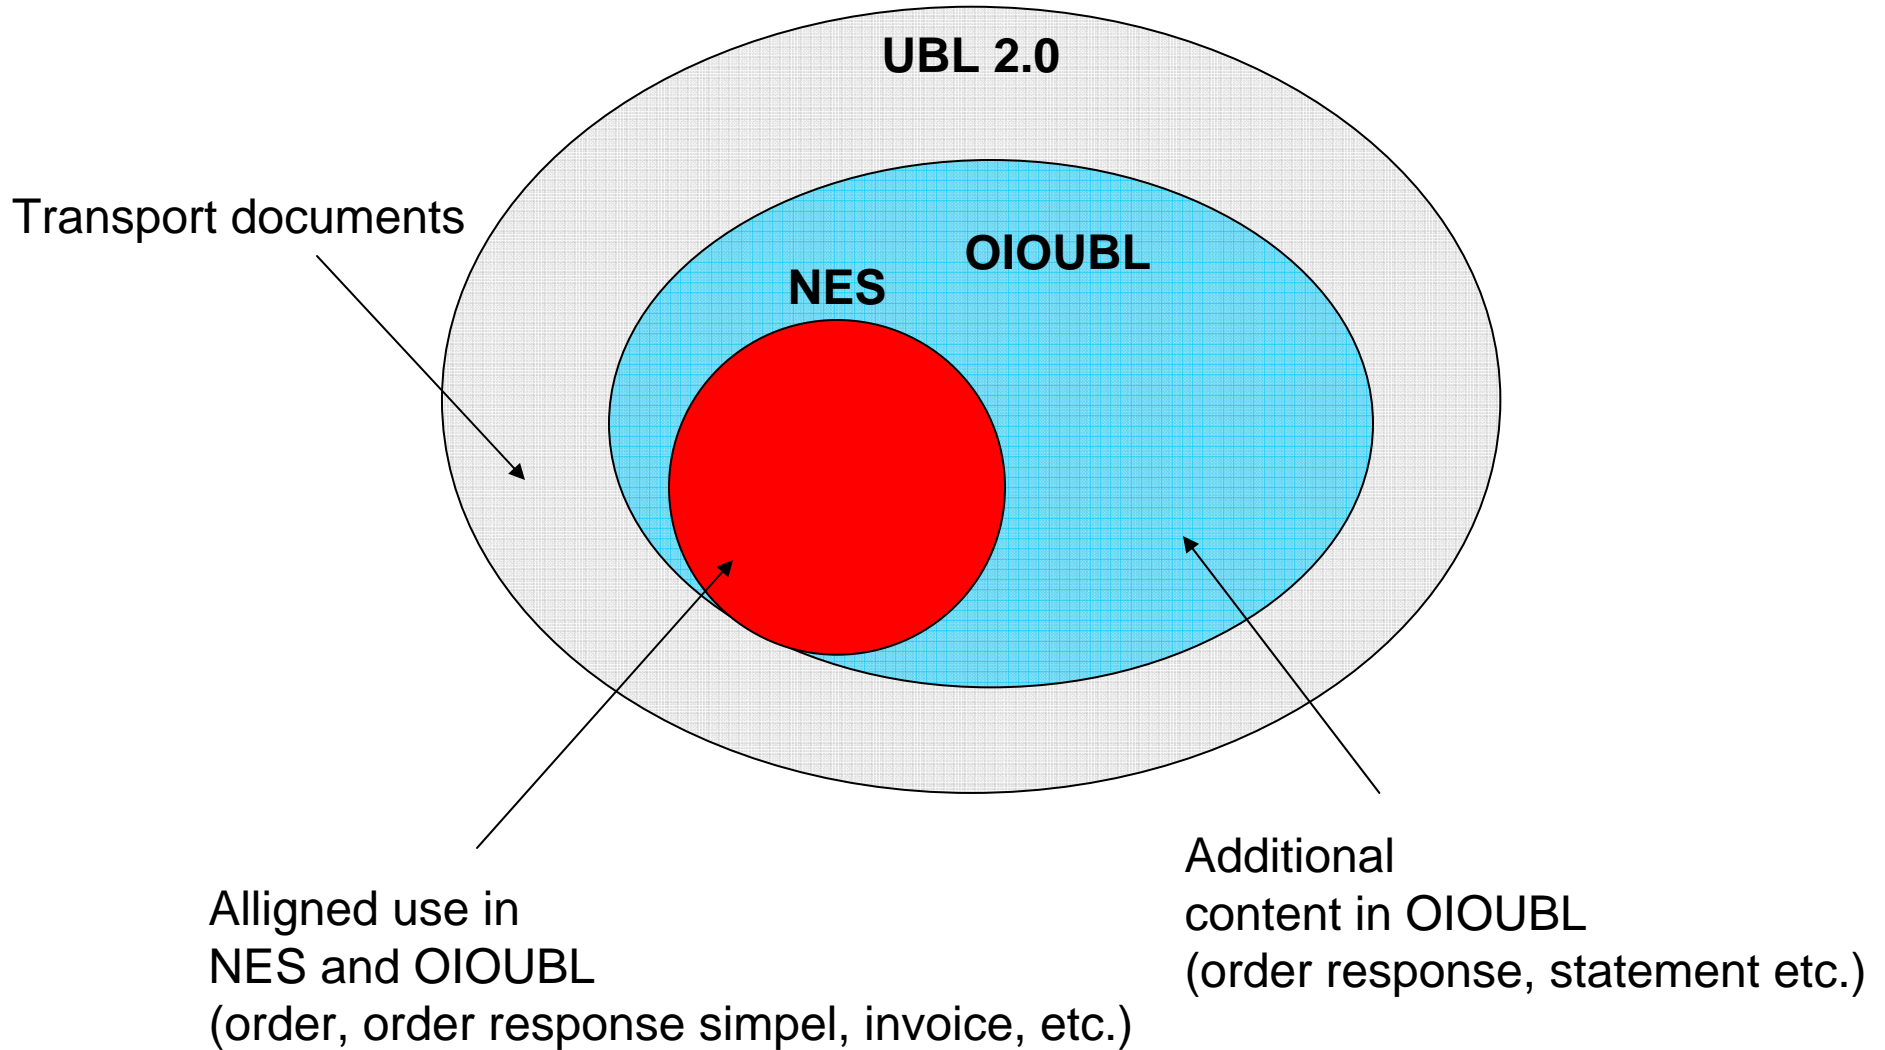 UBL 2.0
Transport documents
OIOUBL
NES
Additional
content in OIOUBL
(order response, statement etc.)
Alligned use in
NES and OIOUBL
(order, order response simpel, invoice, etc.)